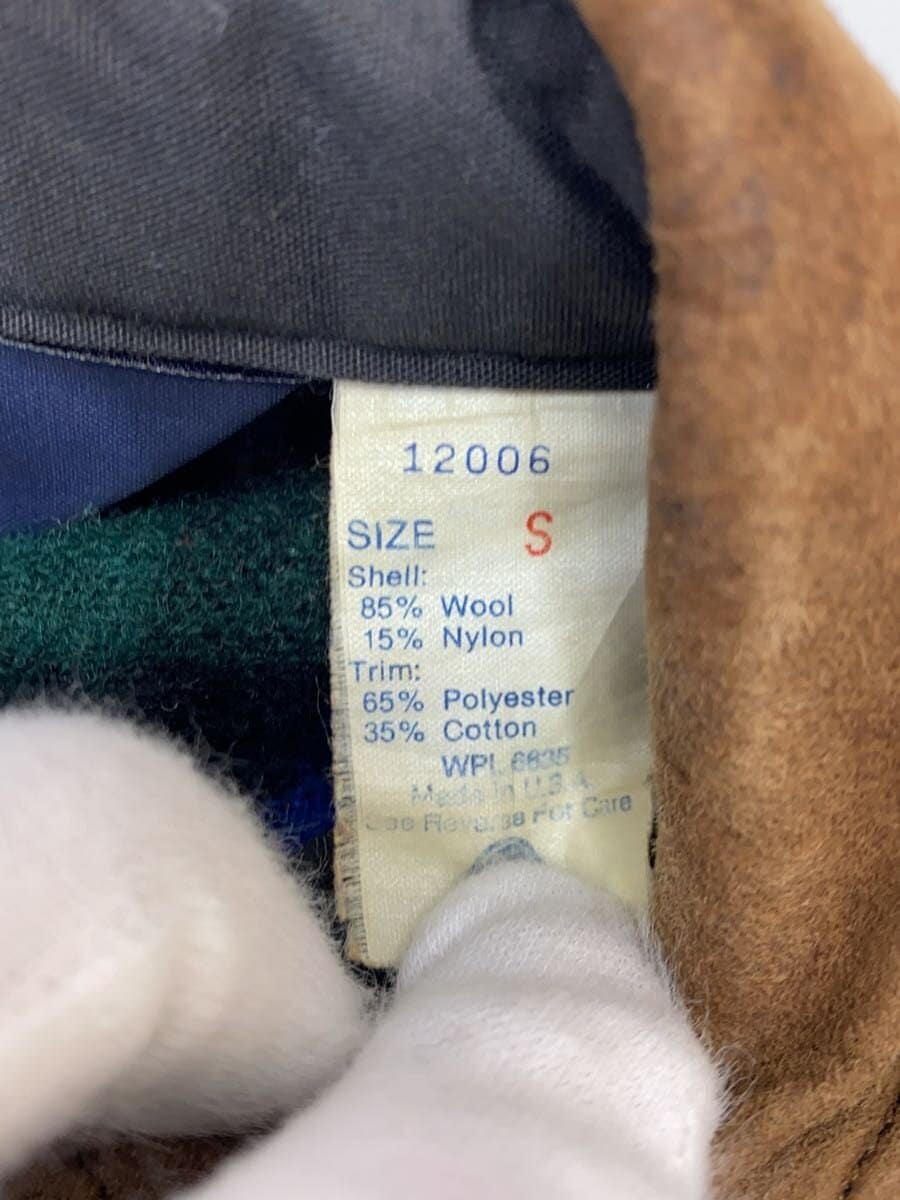 12006
SIZE S
Shell:
85% Wool
15% Nylon
Trim:
65% Polyester
35% Cotton
WPL 6635
Made in U.S.A.
See Reverse For Care